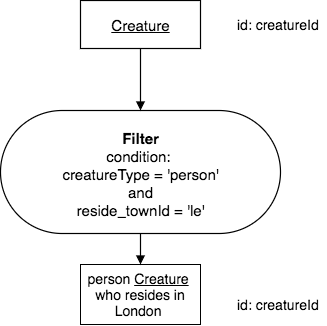 Creature
id: creatureId
Filter
condition:
creatureType = 'person'
and
reside_townId = 'le'
person Creature
who resides in
London
id: creatureId